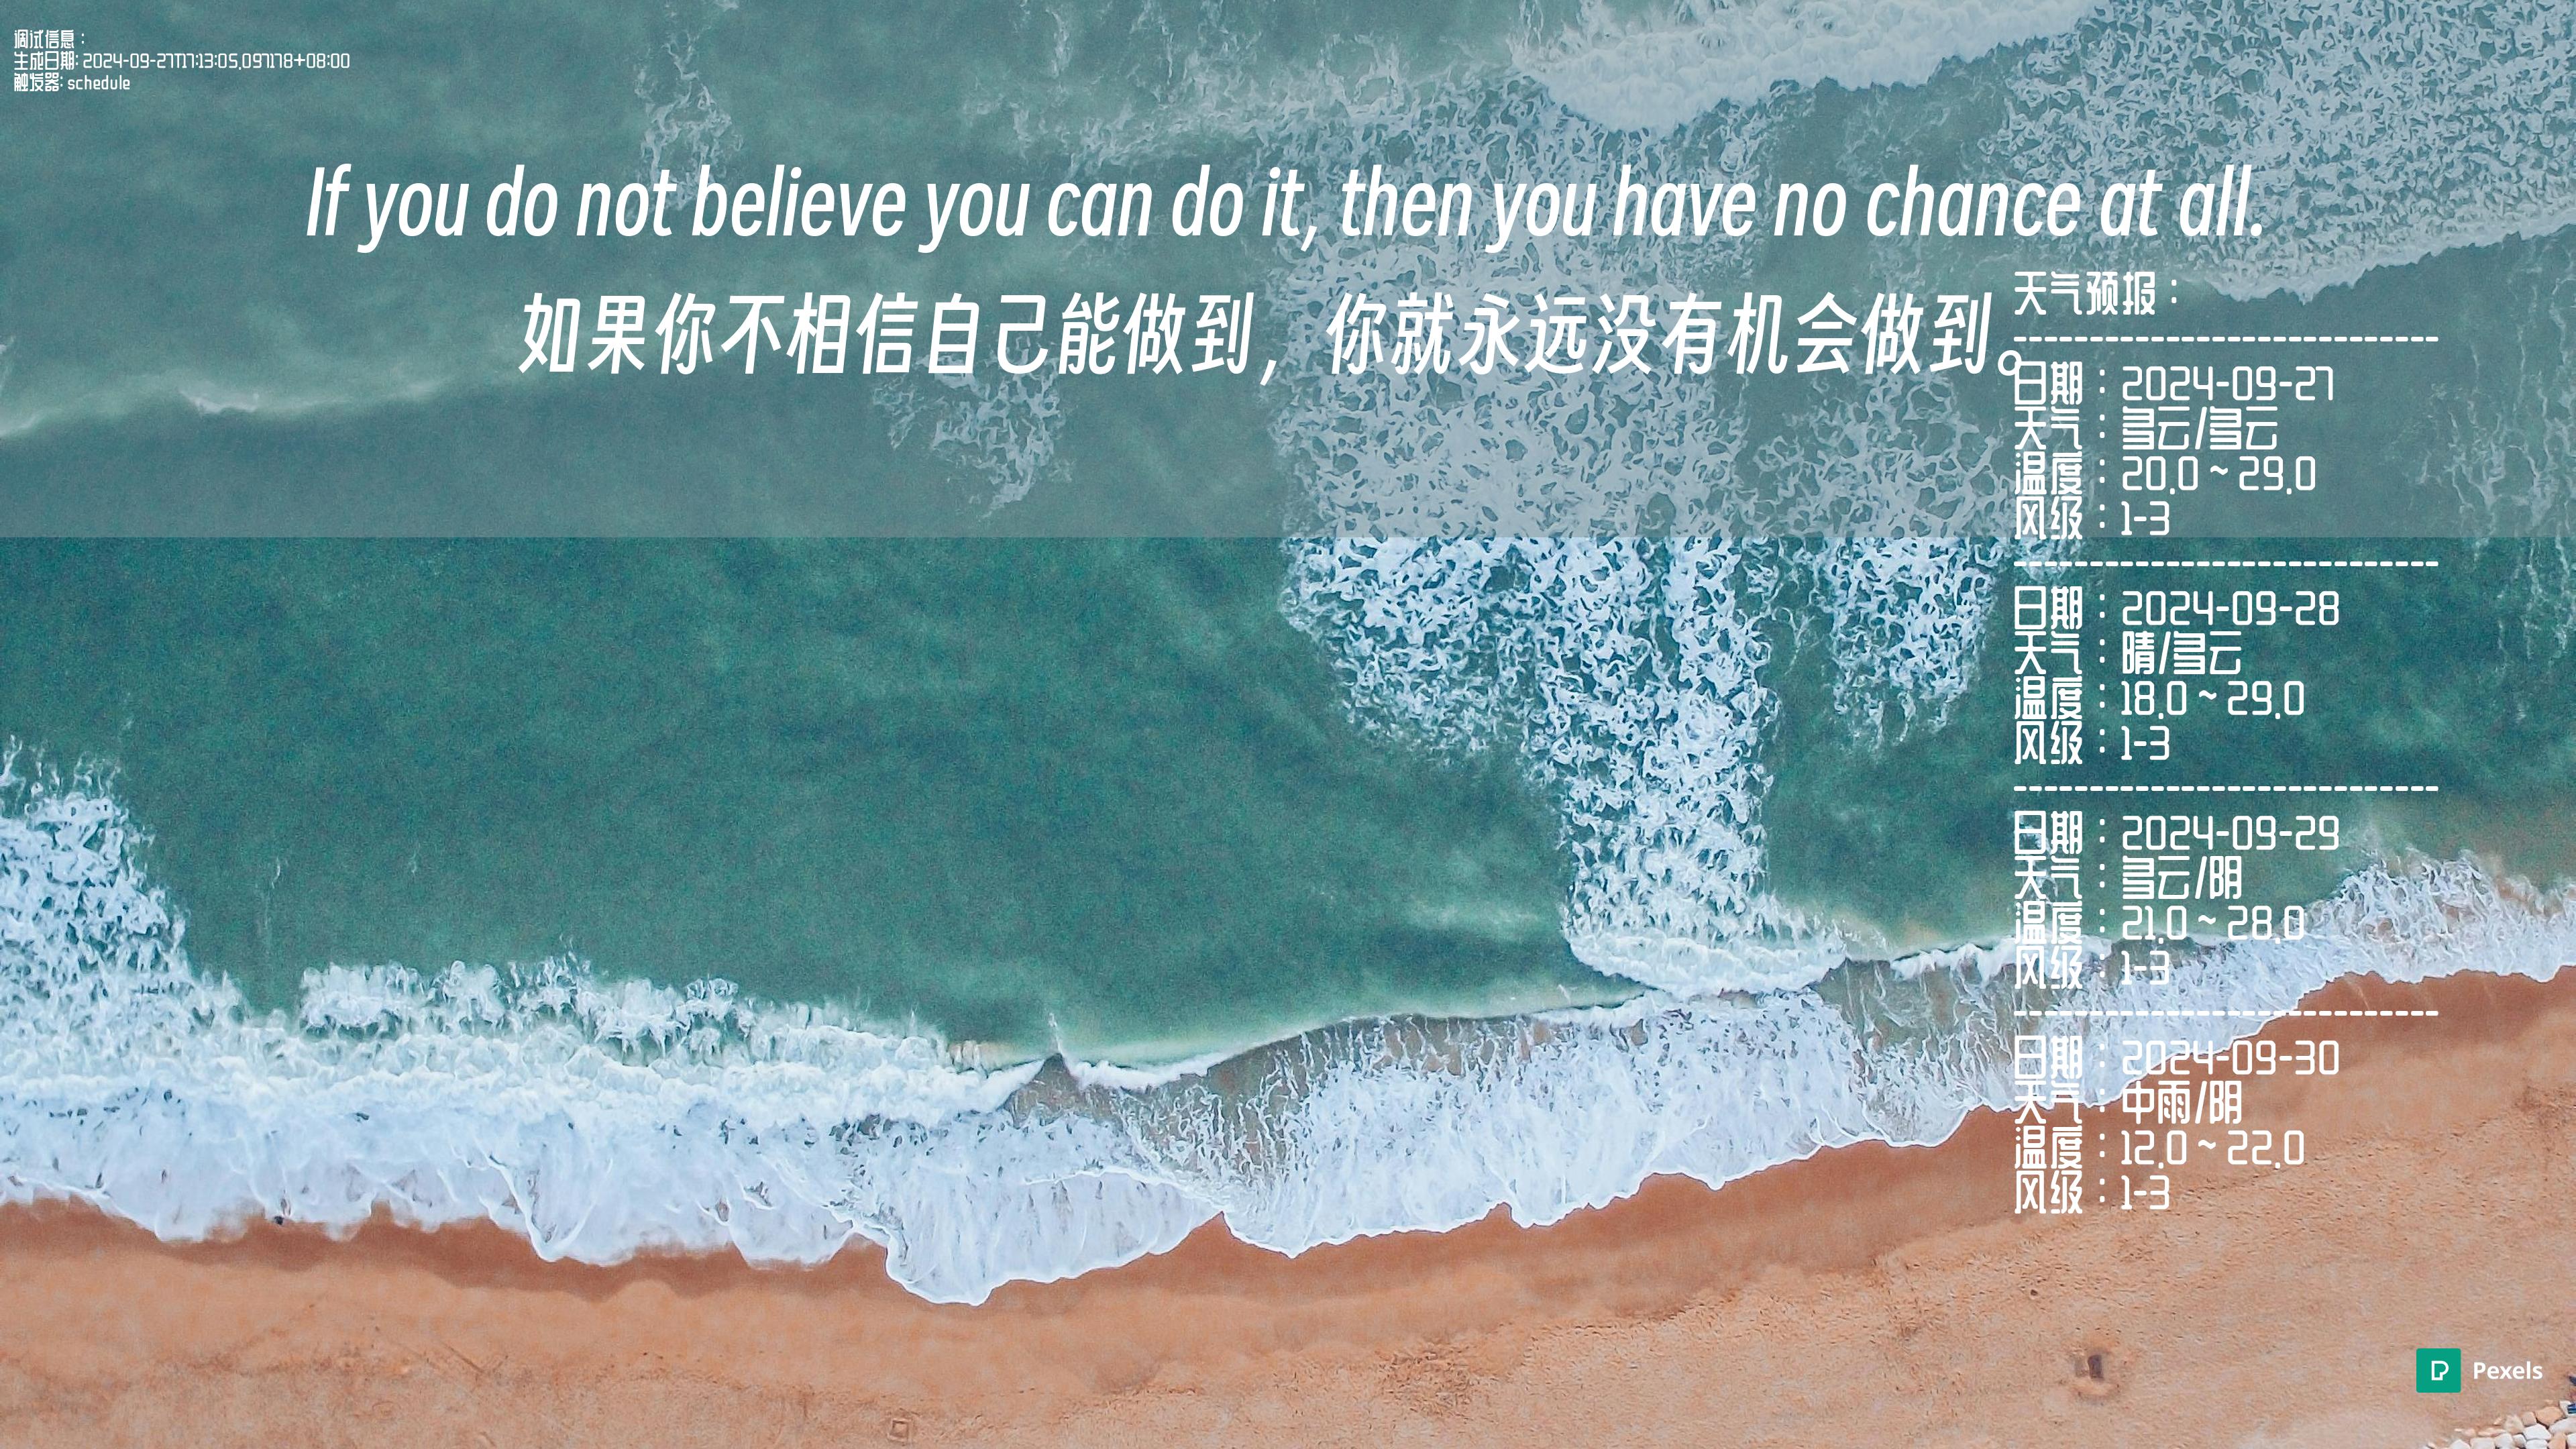 调试信息：
生成日期: 2024-09-27T17:13:05.097178+08:00
触发器: schedule
If you do not believe you can do it, then you have no chance at all.
如果你不相信自己能做到，你就永远没有机会做到。
天气预报：
----------------------------
日期：2024-09-27
天气：多云/多云
温度：20.0 ~ 29.0
风级：1-3
----------------------------
日期：2024-09-28
天气：晴/多云
温度：18.0 ~ 29.0
风级：1-3
----------------------------
日期：2024-09-29
天气：多云/阴
温度：21.0 ~ 28.0
风级：1-3
----------------------------
日期：2024-09-30
天气：中雨/阴
温度：12.0 ~ 22.0
风级：1-3
Pexels